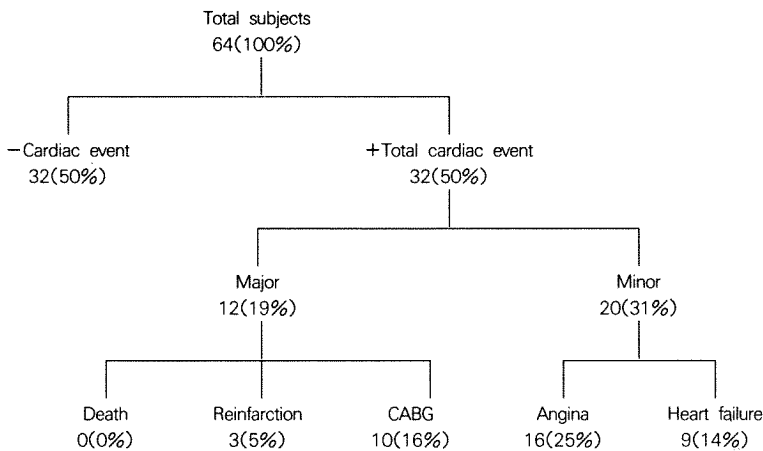 Total subjects
64(100%)
−Cardiac event
32(50%)
+Total cardiac event
32(50%)
Major
12(19%)
Minor
20(31%)
Death
0(0%)
Reinfarction
3(5%)
CABG
10(16%)
Angina
16(25%)
Heart failure
9(14%)